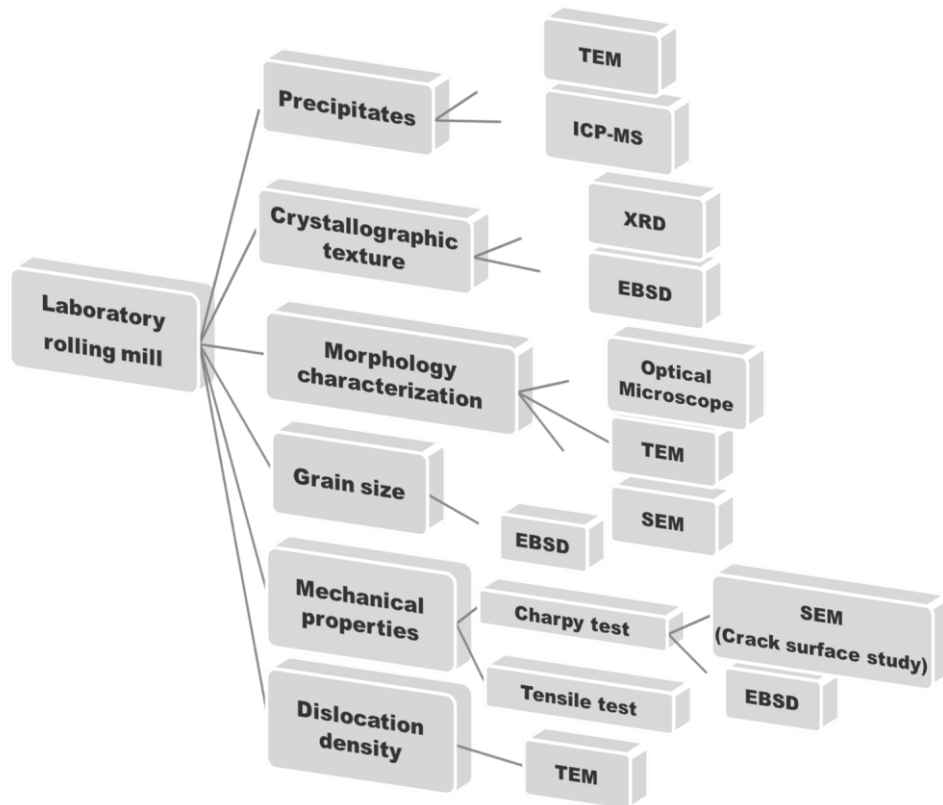 Laboratory
rolling mill
Precipitates
TEM
ICP-MS
Crystallographic
texture
XRD
EBSD
Morphology
characterization
Optical
Microscope
TEM
SEM
Grain size
EBSD
Mechanical
properties
Charpy test
SEM
(Crack surface study)
EBSD
Tensile test
Dislocation
density
TEM